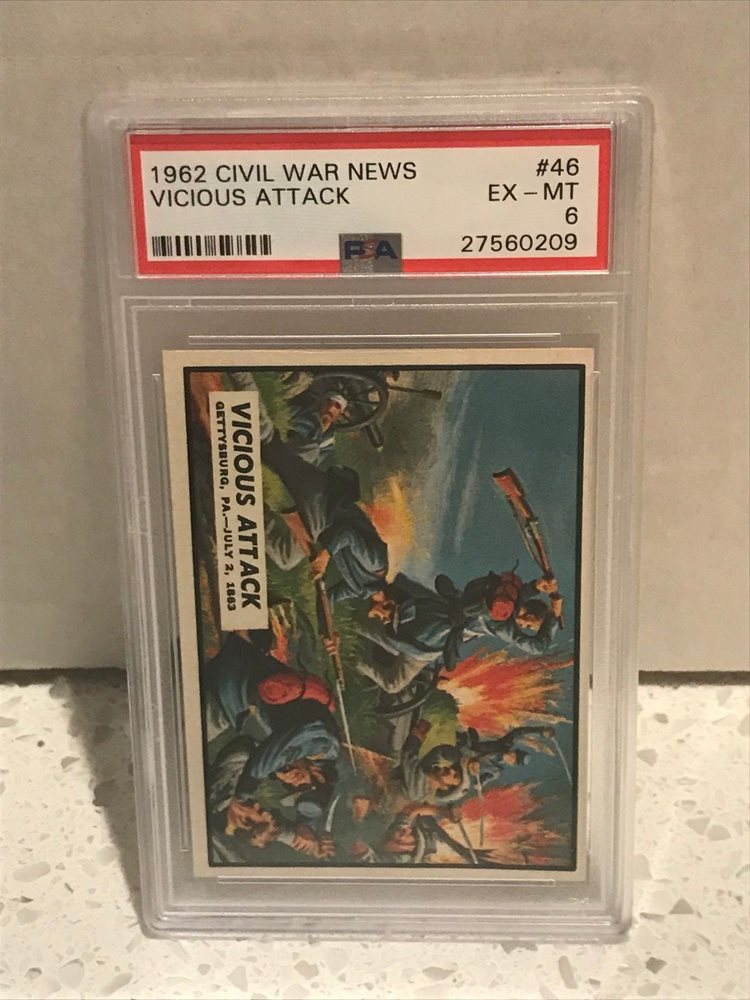 1962 CIVIL WAR NEWS #46
VICIOUS ATTACK EX - MT
6
27560209
PSA
VICIOUS ATTACK
GETTYSBURG, PA.—JULY 2, 1863